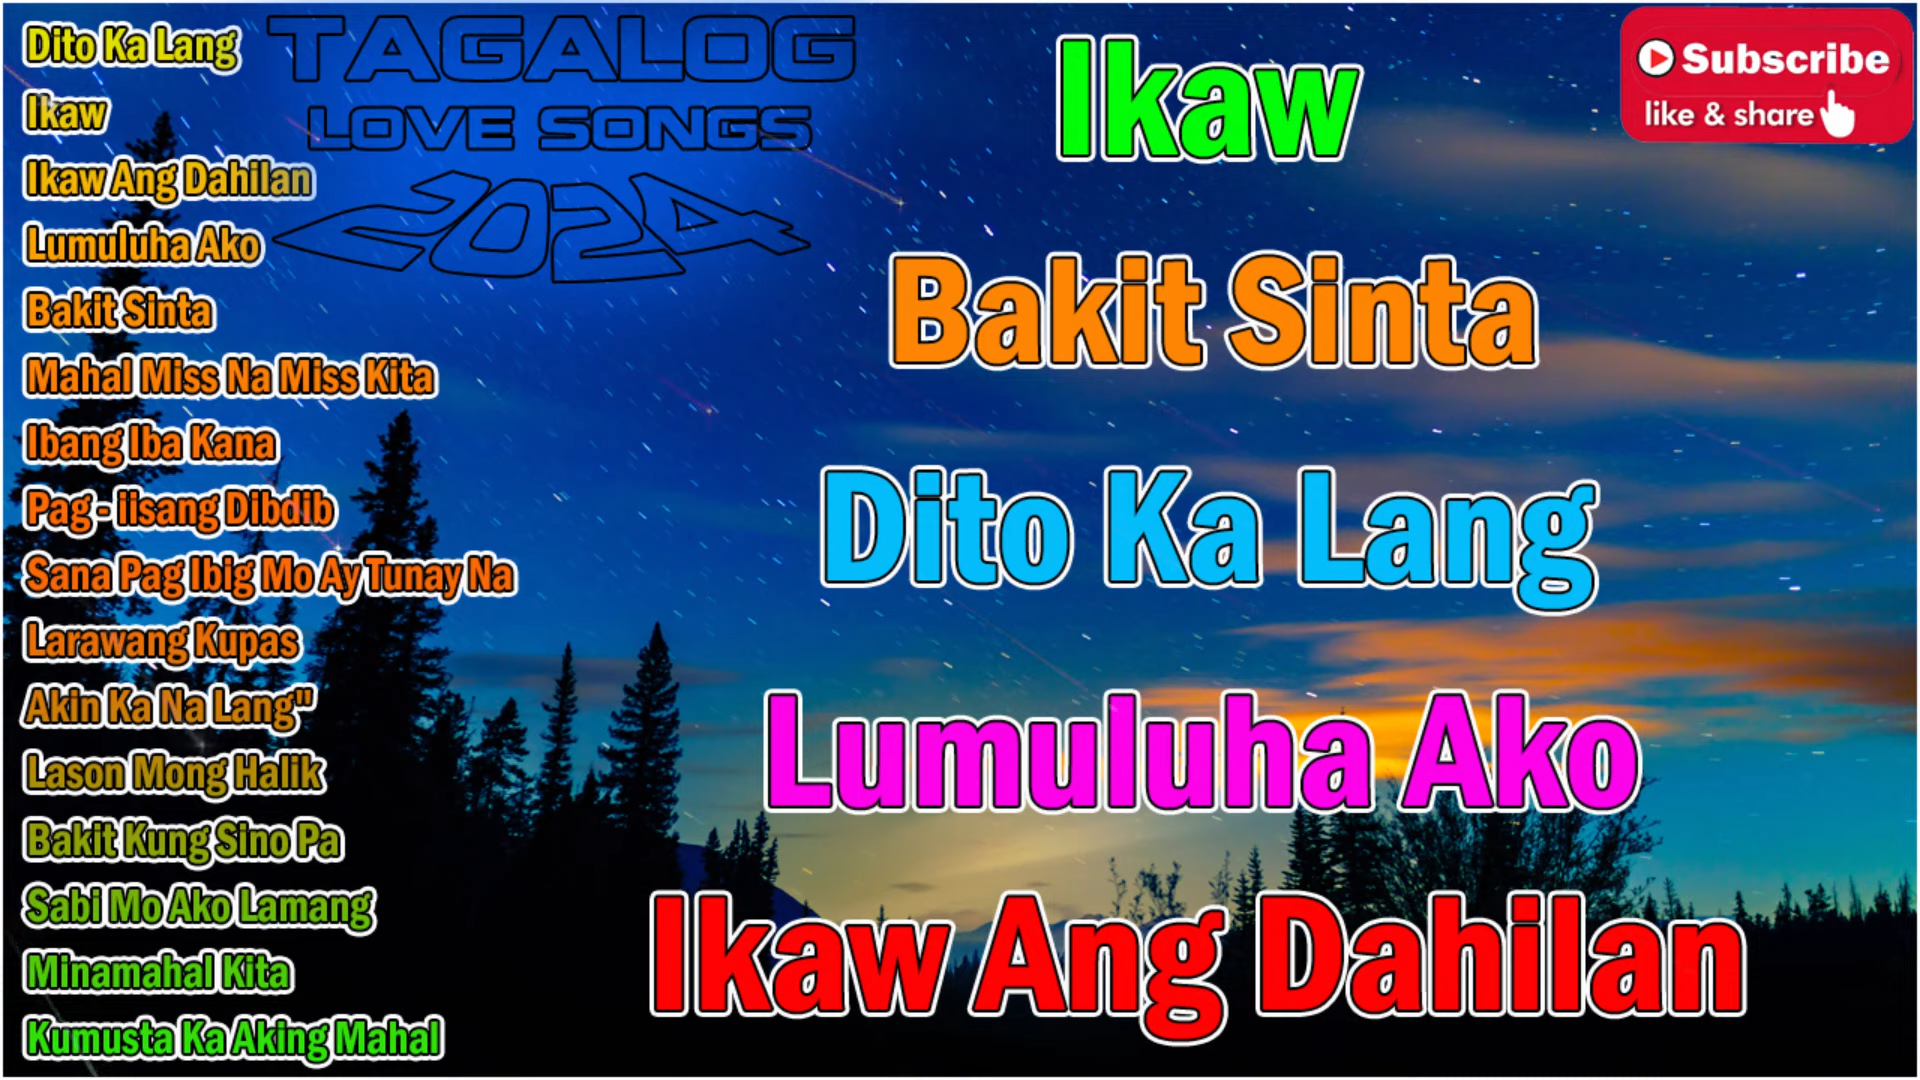 Dito Ka Lang
Ikaw
Ikaw Ang Dahilan
Lumuluha Ako
Bakit Sinta
Mahal Miss Na Miss Kita
Ibang Iba Kana
Pag - iisang Dibdib
Sana Pag Ibig Mo Ay Tunay Na
Larawang Kupas
Akin Ka Na Lang"
Lason Mong Halik
Bakit Kung Sino Pa
Sabi Mo Ako Lamang
Minamahal Kita
Kumusta Ka Aking Mahal
TAGALOG
LOVE SONGS
2024
Ikaw
Bakit Sinta
Dito Ka Lang
Lumuluha Ako
Ikaw Ang Dahilan
Subscribe
like & share